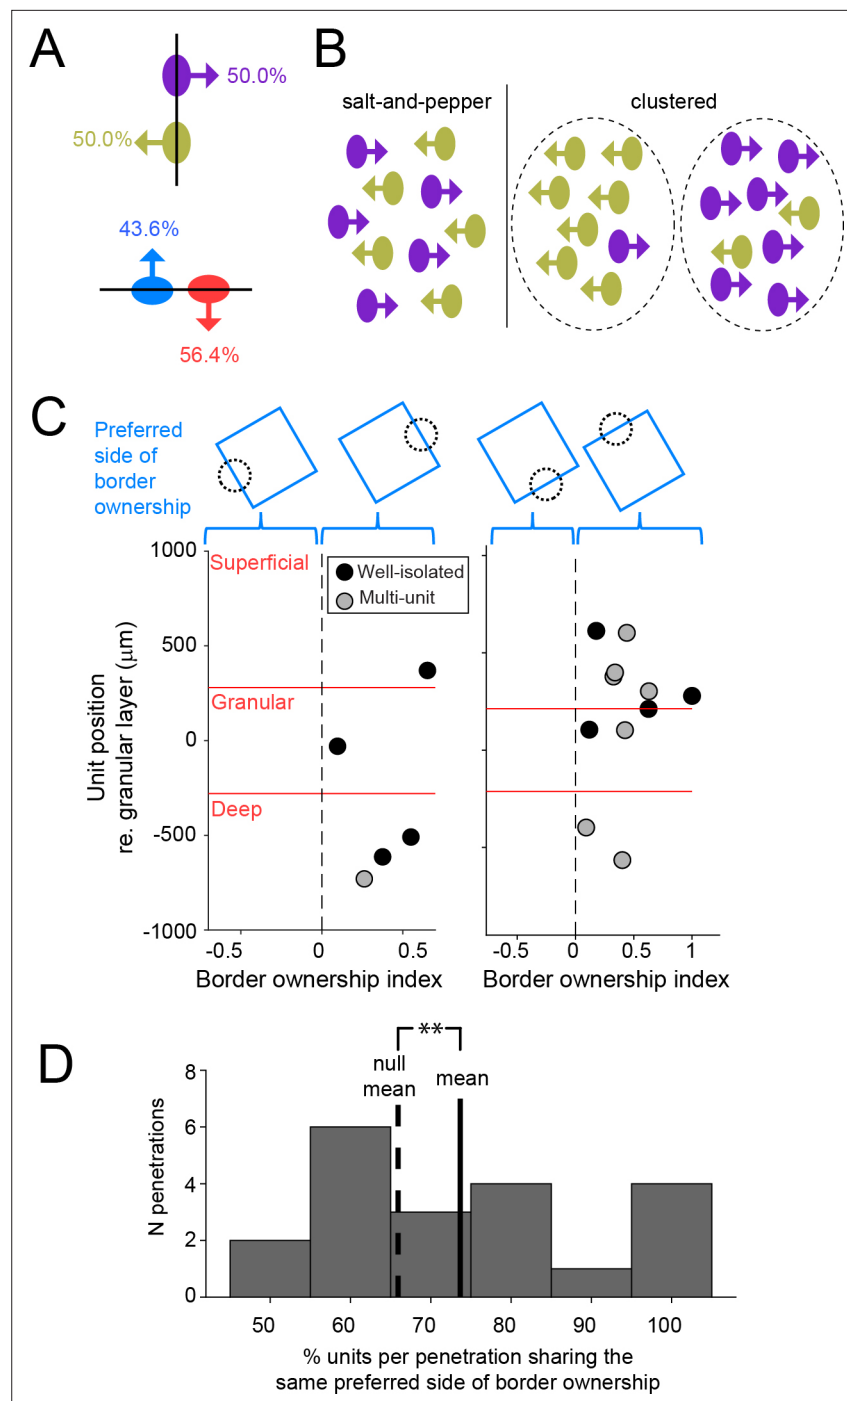 A
50.0%
50.0%
43.6%
56.4%
B
salt-and-pepper
clustered
C
Preferred
side of
border
ownership
1000
500
0
-500
-1000
Unit position
re. granular layer (μm)
Superficial
Granular
Deep
Well-isolated
Multi-unit
-0.5
0
0.5
Border ownership index
-0.5
0
0.5
1
Border ownership index
D
**
null
mean
mean
8
6
4
2
0
N penetrations
50
60
70
80
90
100
% units per penetration sharing the
same preferred side of border ownership